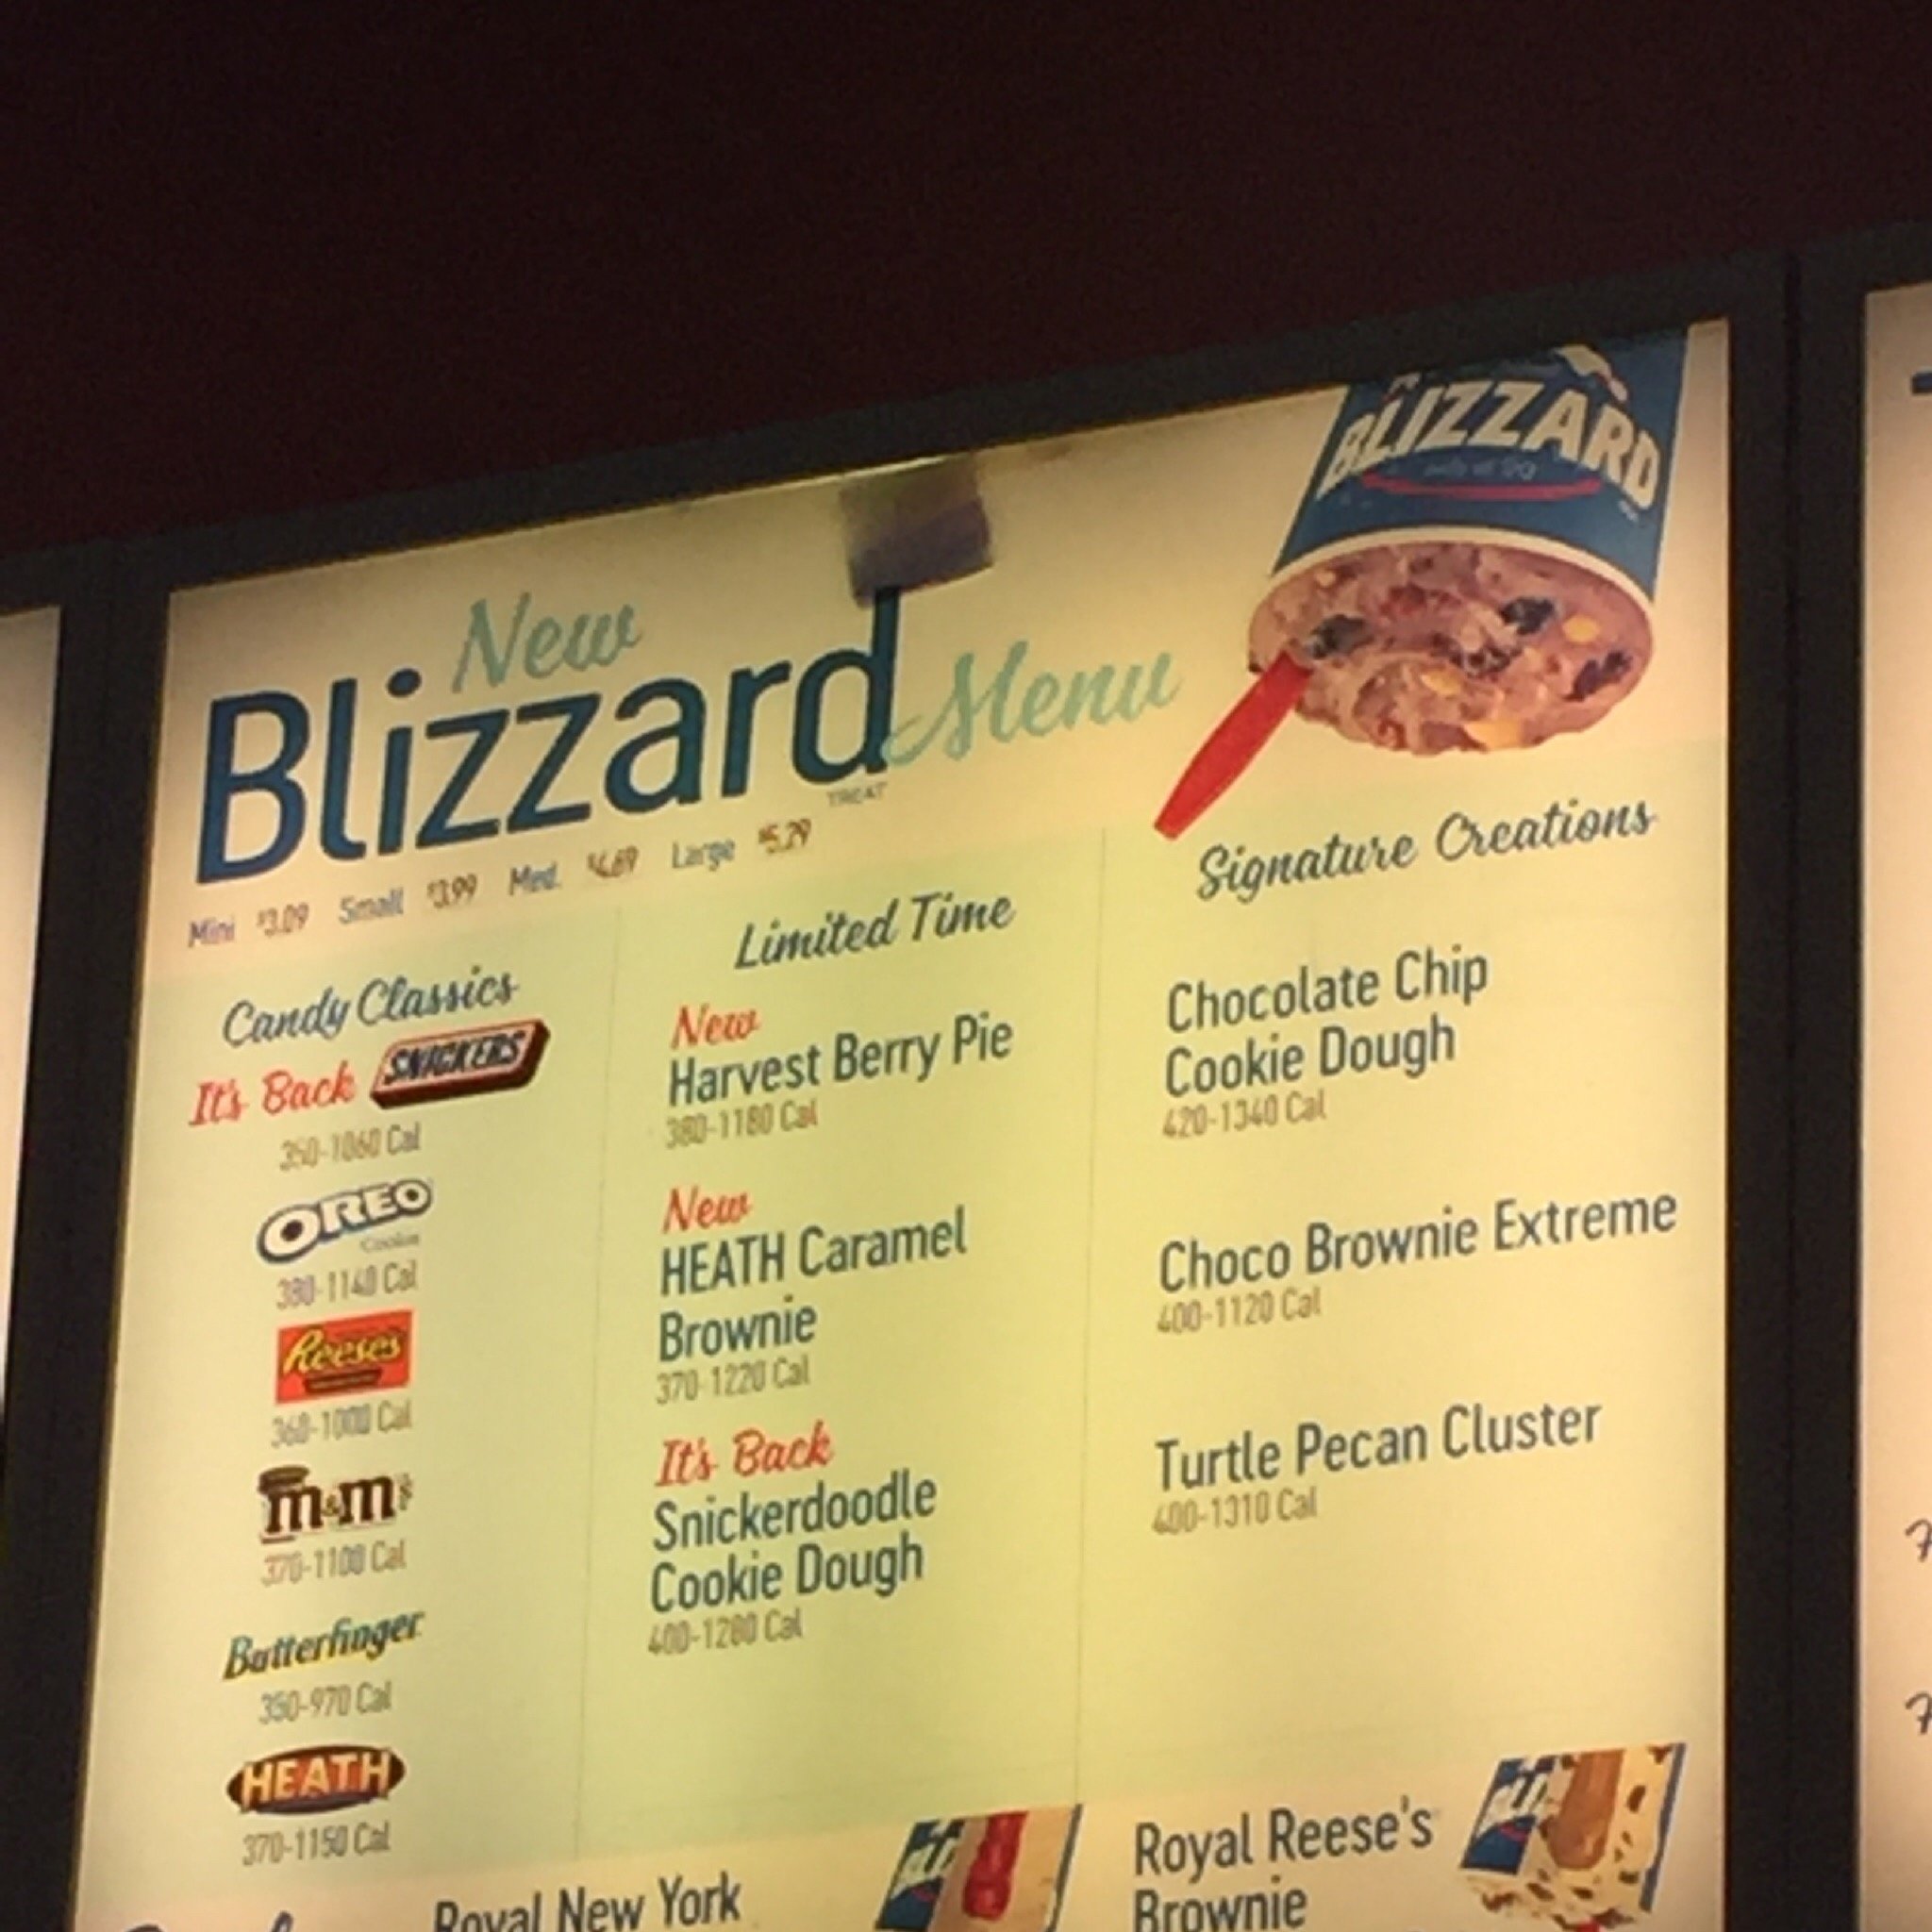 BLIZZARD
New
Blizzard Menu
TREAT
Mini $3.09 Small $3.99 Med. $4.69 Large $5.29
Candy Classics
It's Back SNICKERS
350-1060 Cal
OREO
Cookie
380-1140 Cal
Reese's
360-1000 Cal
m&m's
370-1100 Cal
Butterfinger
350-970 Cal
HEATH
370-1150 Cal
Limited Time
New
Harvest Berry Pie
380-1180 Cal
New
HEATH Caramel
Brownie
370-1220 Cal
It's Back
Snickerdoodle
Cookie Dough
400-1280 Cal
Signature Creations
Chocolate Chip
Cookie Dough
420-1340 Cal
Choco Brownie Extreme
400-1120 Cal
Turtle Pecan Cluster
400-1310 Cal
Royal New York
Royal Reese's
Brownie